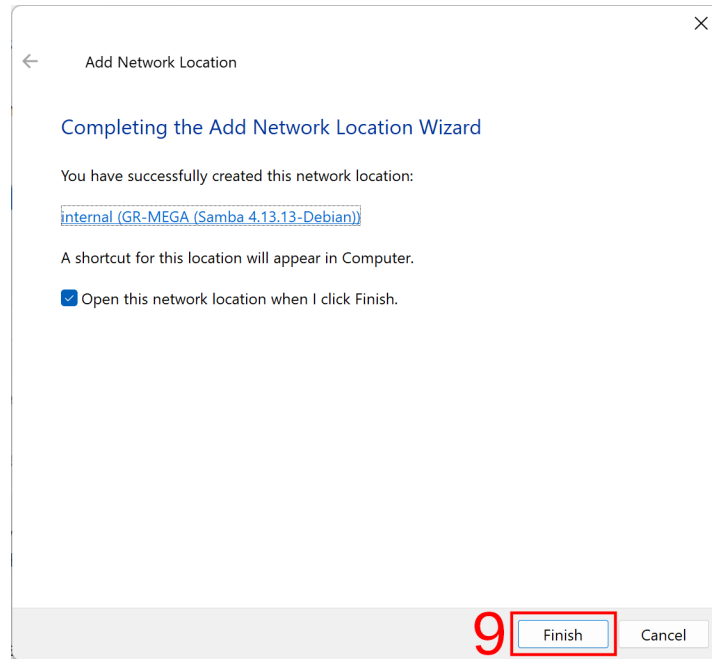 Add Network Location
Completing the Add Network Location Wizard
You have successfully created this network location:
internal (GR-MEGA (Samba 4.13.13-Debian))
A shortcut for this location will appear in Computer.
Open this network location when I click Finish.
9 Finish Cancel